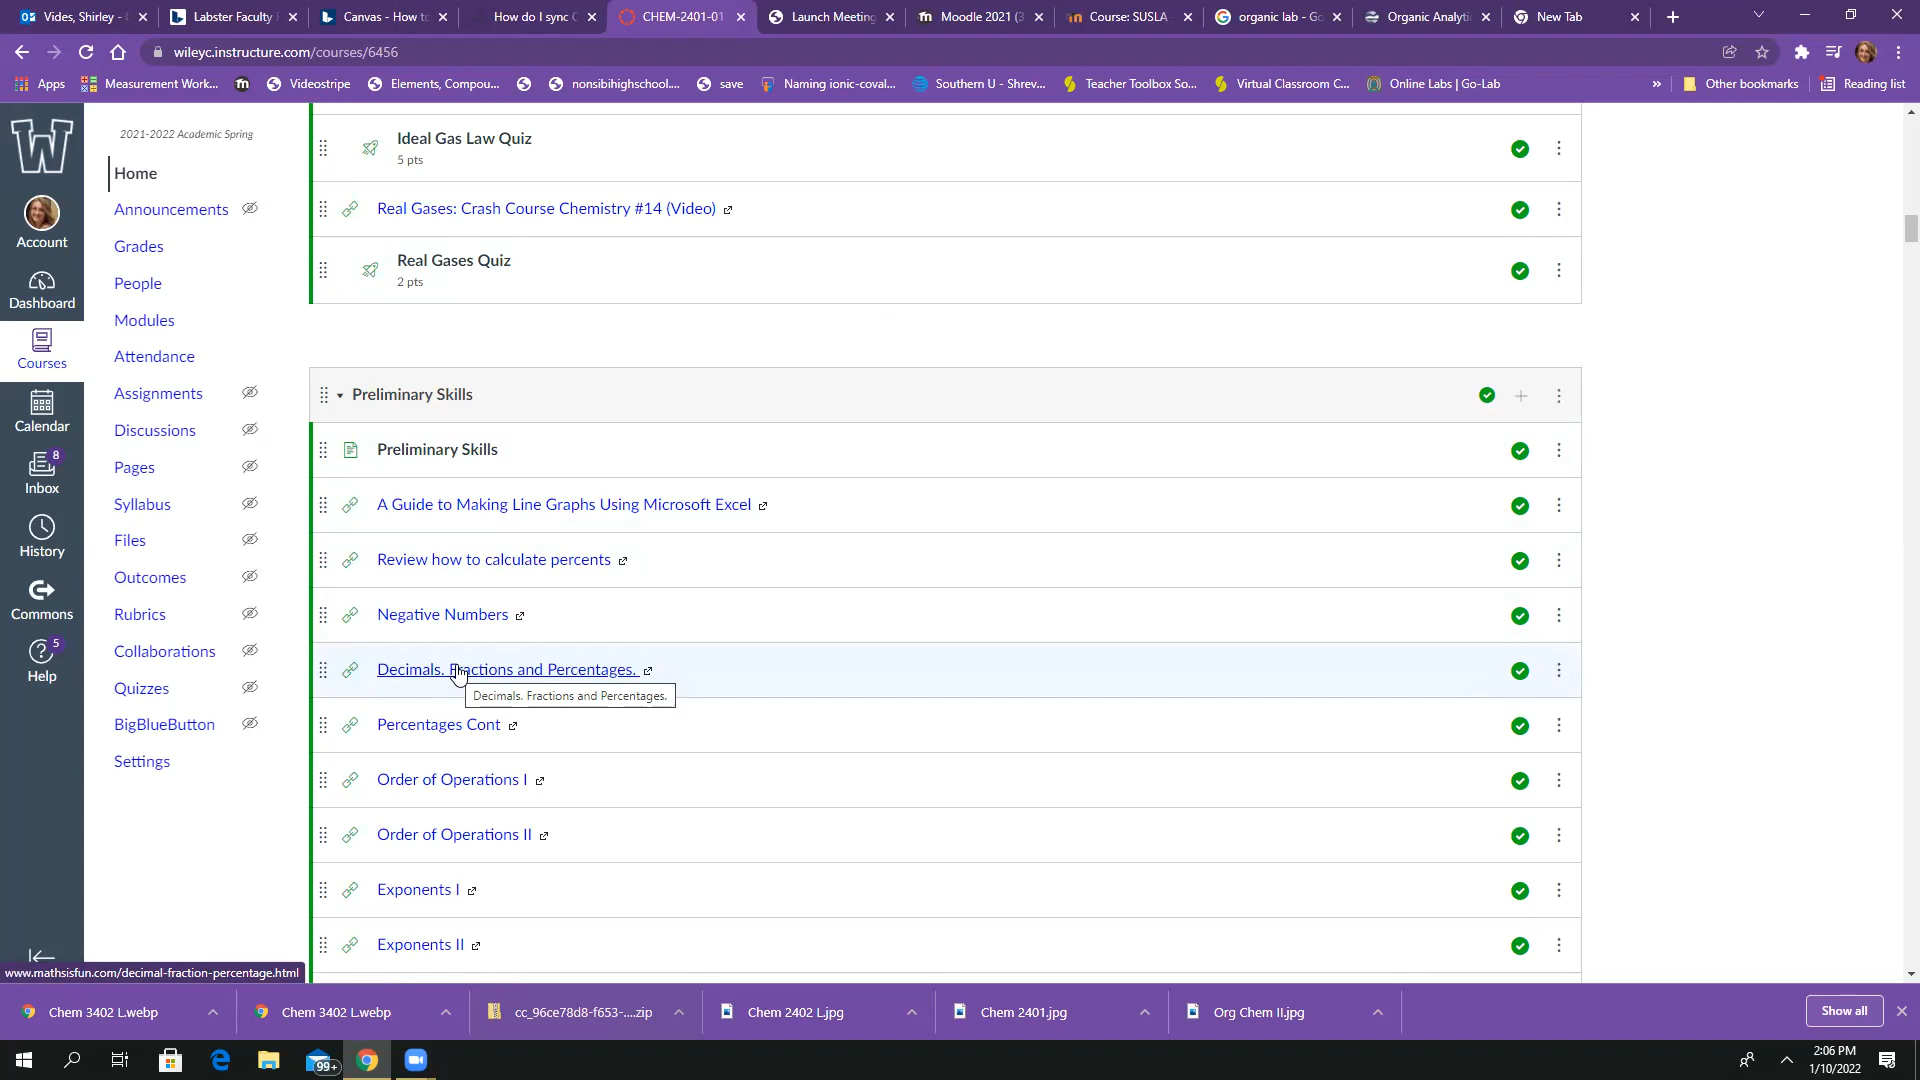 Vides, Shirley -
Labster Faculty
Canvas - How to
How do I sync C
CHEM-2401-01
Launch Meeting
Moodle 2021 (3
Course: SUSLA
organic lab - Go
Organic Analyti
New Tab
wileyc.instructure.com/courses/6456
Apps
Measurement Work...
Videostripe
Elements, Compou...
nonsibihighschool....
save
Naming ionic-coval...
Southern U - Shrev...
Teacher Toolbox So...
Virtual Classroom C...
Online Labs | Go-Lab
»
Other bookmarks
Reading list
W
Account
Dashboard
Courses
Calendar
8
Inbox
History
Commons
5
Help
2021-2022 Academic Spring
Home
Announcements
Grades
People
Modules
Attendance
Assignments
Discussions
Pages
Syllabus
Files
Outcomes
Rubrics
Collaborations
Quizzes
BigBlueButton
Settings
Ideal Gas Law Quiz
5 pts
Real Gases: Crash Course Chemistry #14 (Video)
Real Gases Quiz
2 pts
Preliminary Skills
Preliminary Skills
A Guide to Making Line Graphs Using Microsoft Excel
Review how to calculate percents
Negative Numbers
Decimals. Fractions and Percentages.
Decimals. Fractions and Percentages.
Percentages Cont
Order of Operations I
Order of Operations II
Exponents I
Exponents II
www.mathsisfun.com/decimal-fraction-percentage.html
Chem 3402 L.webp
Chem 3402 L.webp
cc_96ce78d8-f653-....zip
Chem 2402 L.jpg
Chem 2401.jpg
Org Chem II.jpg
Show all
99+
2:06 PM
1/10/2022